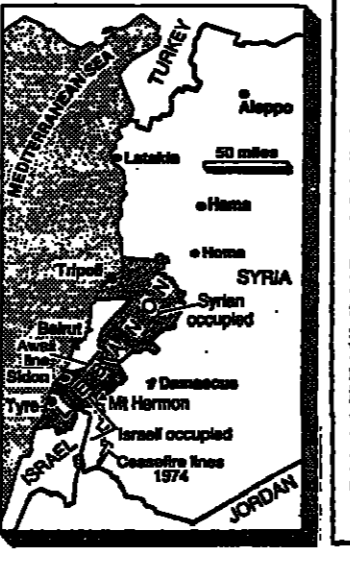 TURKEY
MEDITERRANEAN SEA
Aleppo
Latakia
50 miles
Hama
Homs
Tripoli
SYRIA
LEBANON
Syrian
occupied
Beirut
Awali
line
Sidon
Damascus
Tyre
Mt Hermon
Israeli occupied
ISRAEL
Ceasefire lines
1974
JORDAN